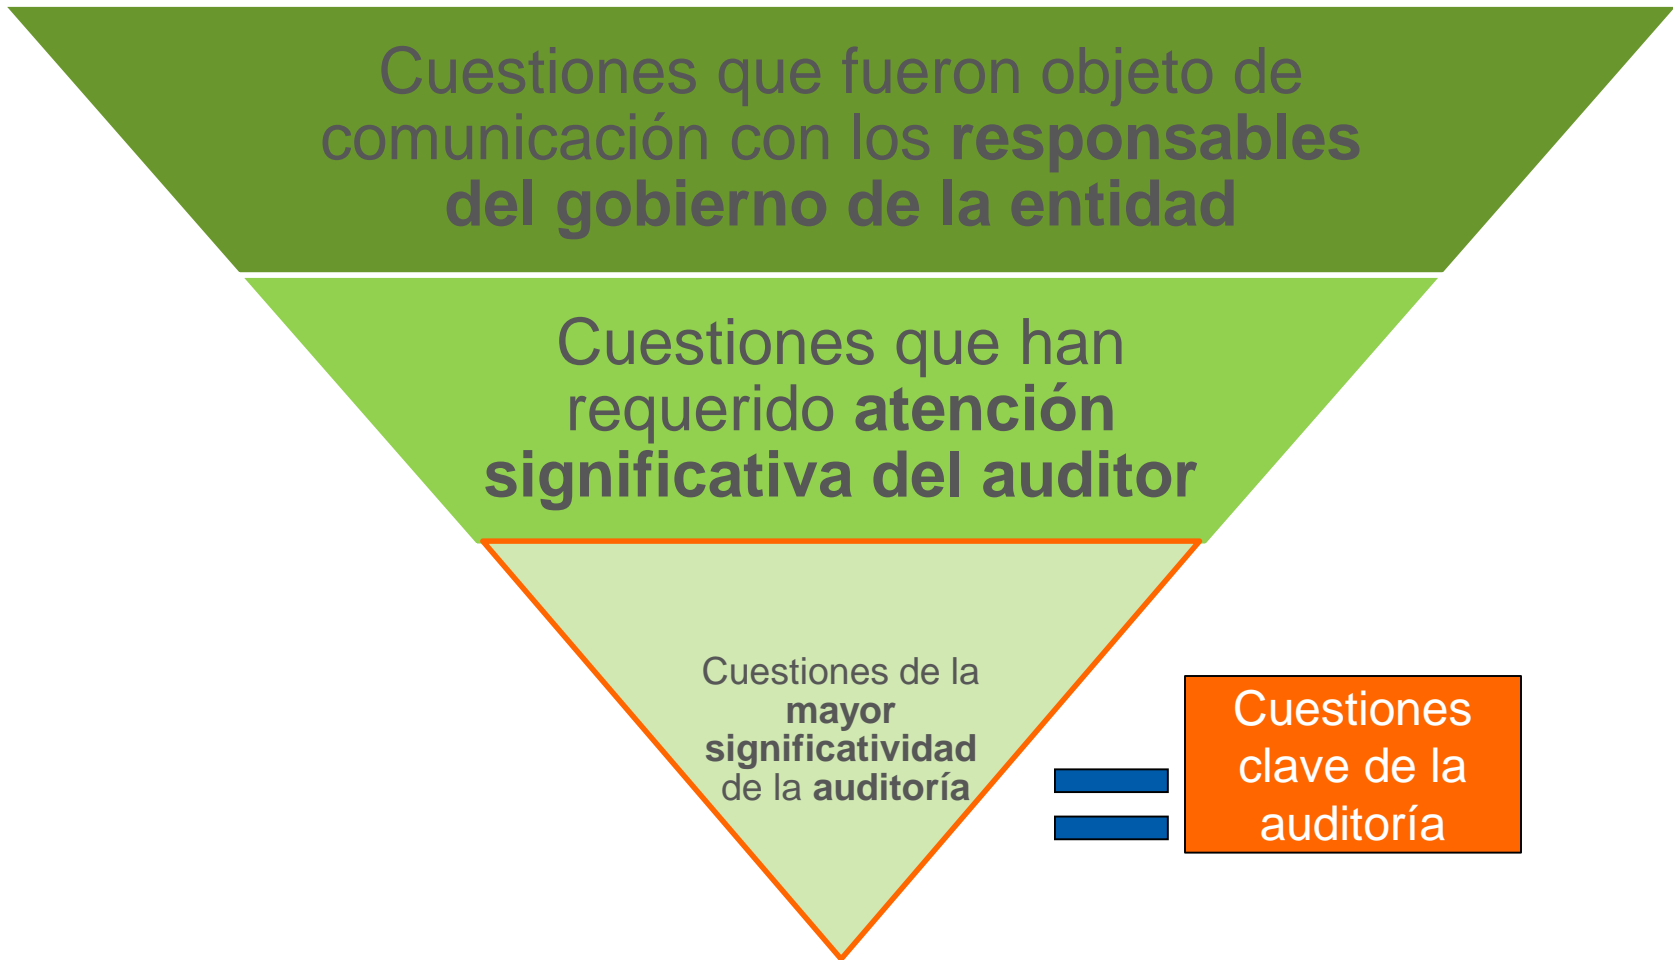 Cuestiones que fueron objeto de
comunicación con los responsables
del gobierno de la entidad
Cuestiones que han
requerido atención
significativa del auditor
Cuestiones de la
mayor
significatividad
de la auditoría
Cuestiones
clave de la
auditoría